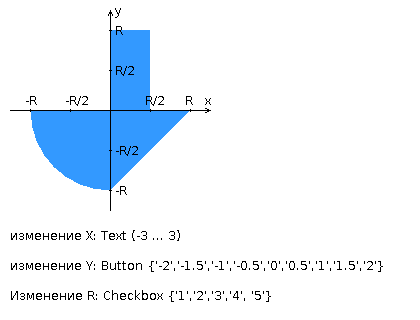 y
R
R/2
-R
-R/2
R/2
R
x
-R/2
-R
изменение X: Text (-3 ... 3)
изменение Y: Button {'-2','-1.5','-1','-0.5','0','0.5','1','1.5','2'}
Изменение R: Checkbox {'1','2','3','4', '5'}